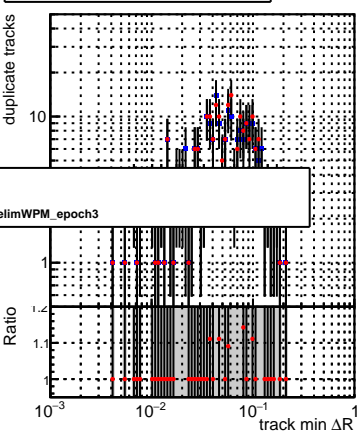 duplicate tracks
10
elimWPM_epoch3
1
Ratio
1.2
1.1
1
10⁻³ 10⁻² 10⁻¹ 1
track min ΔR